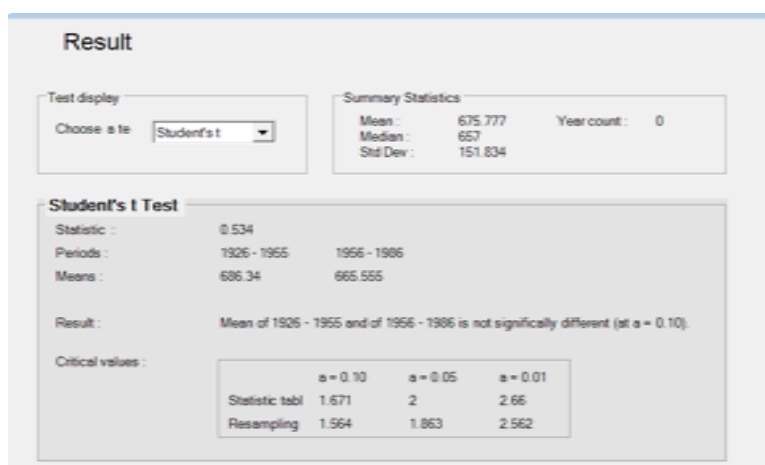 Result
Test display
Choose a te Student's t
Summary Statistics
Mean : 675.777 Year count : 0
Median : 657
Std Dev : 151.834
Student's t Test
Statistic : 0.534
Periods : 1926 - 1955 1956 - 1986
Means : 686.34 665.555
Result : Mean of 1926 - 1955 and of 1956 - 1986 is not significally different (at a = 0.10).
Critical values :
a = 0.10 a = 0.05 a = 0.01
Statistic tabl 1.671 2 2.66
Resampling 1.564 1.863 2.562